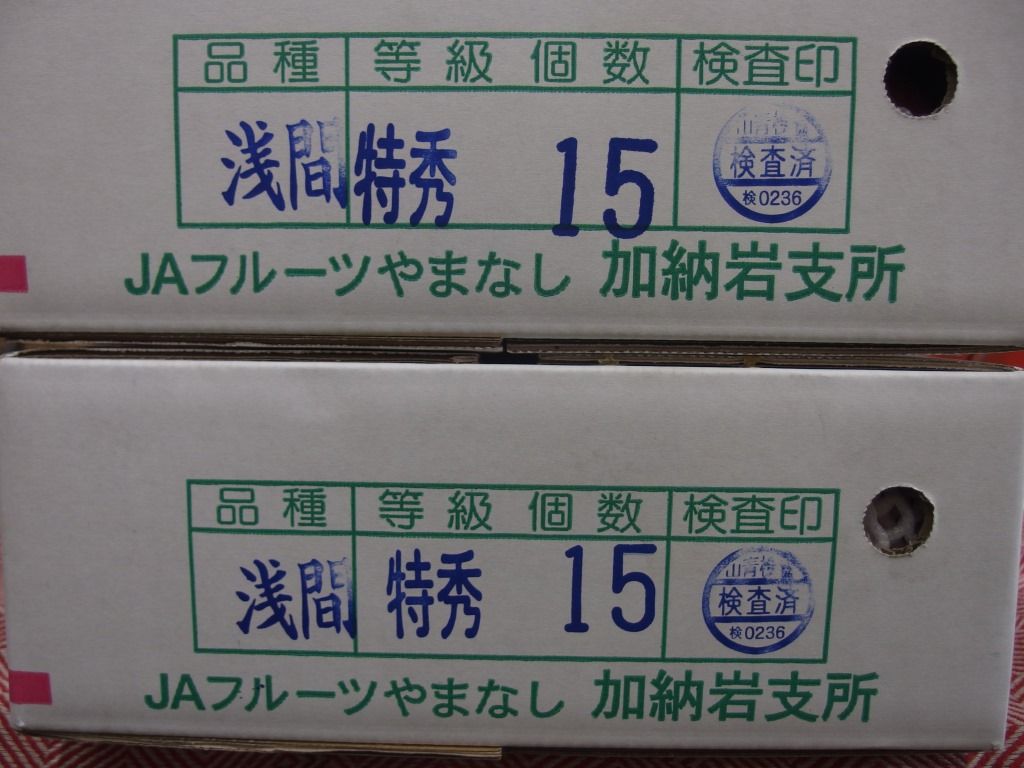 品種 等級 個数 検査印
浅間 特秀 15
検査済
検0236
JAフルーツやまなし 加納岩支所
品種 等級 個数 検査印
浅間 特秀 15
検査済
検0236
JAフルーツやまなし 加納岩支所